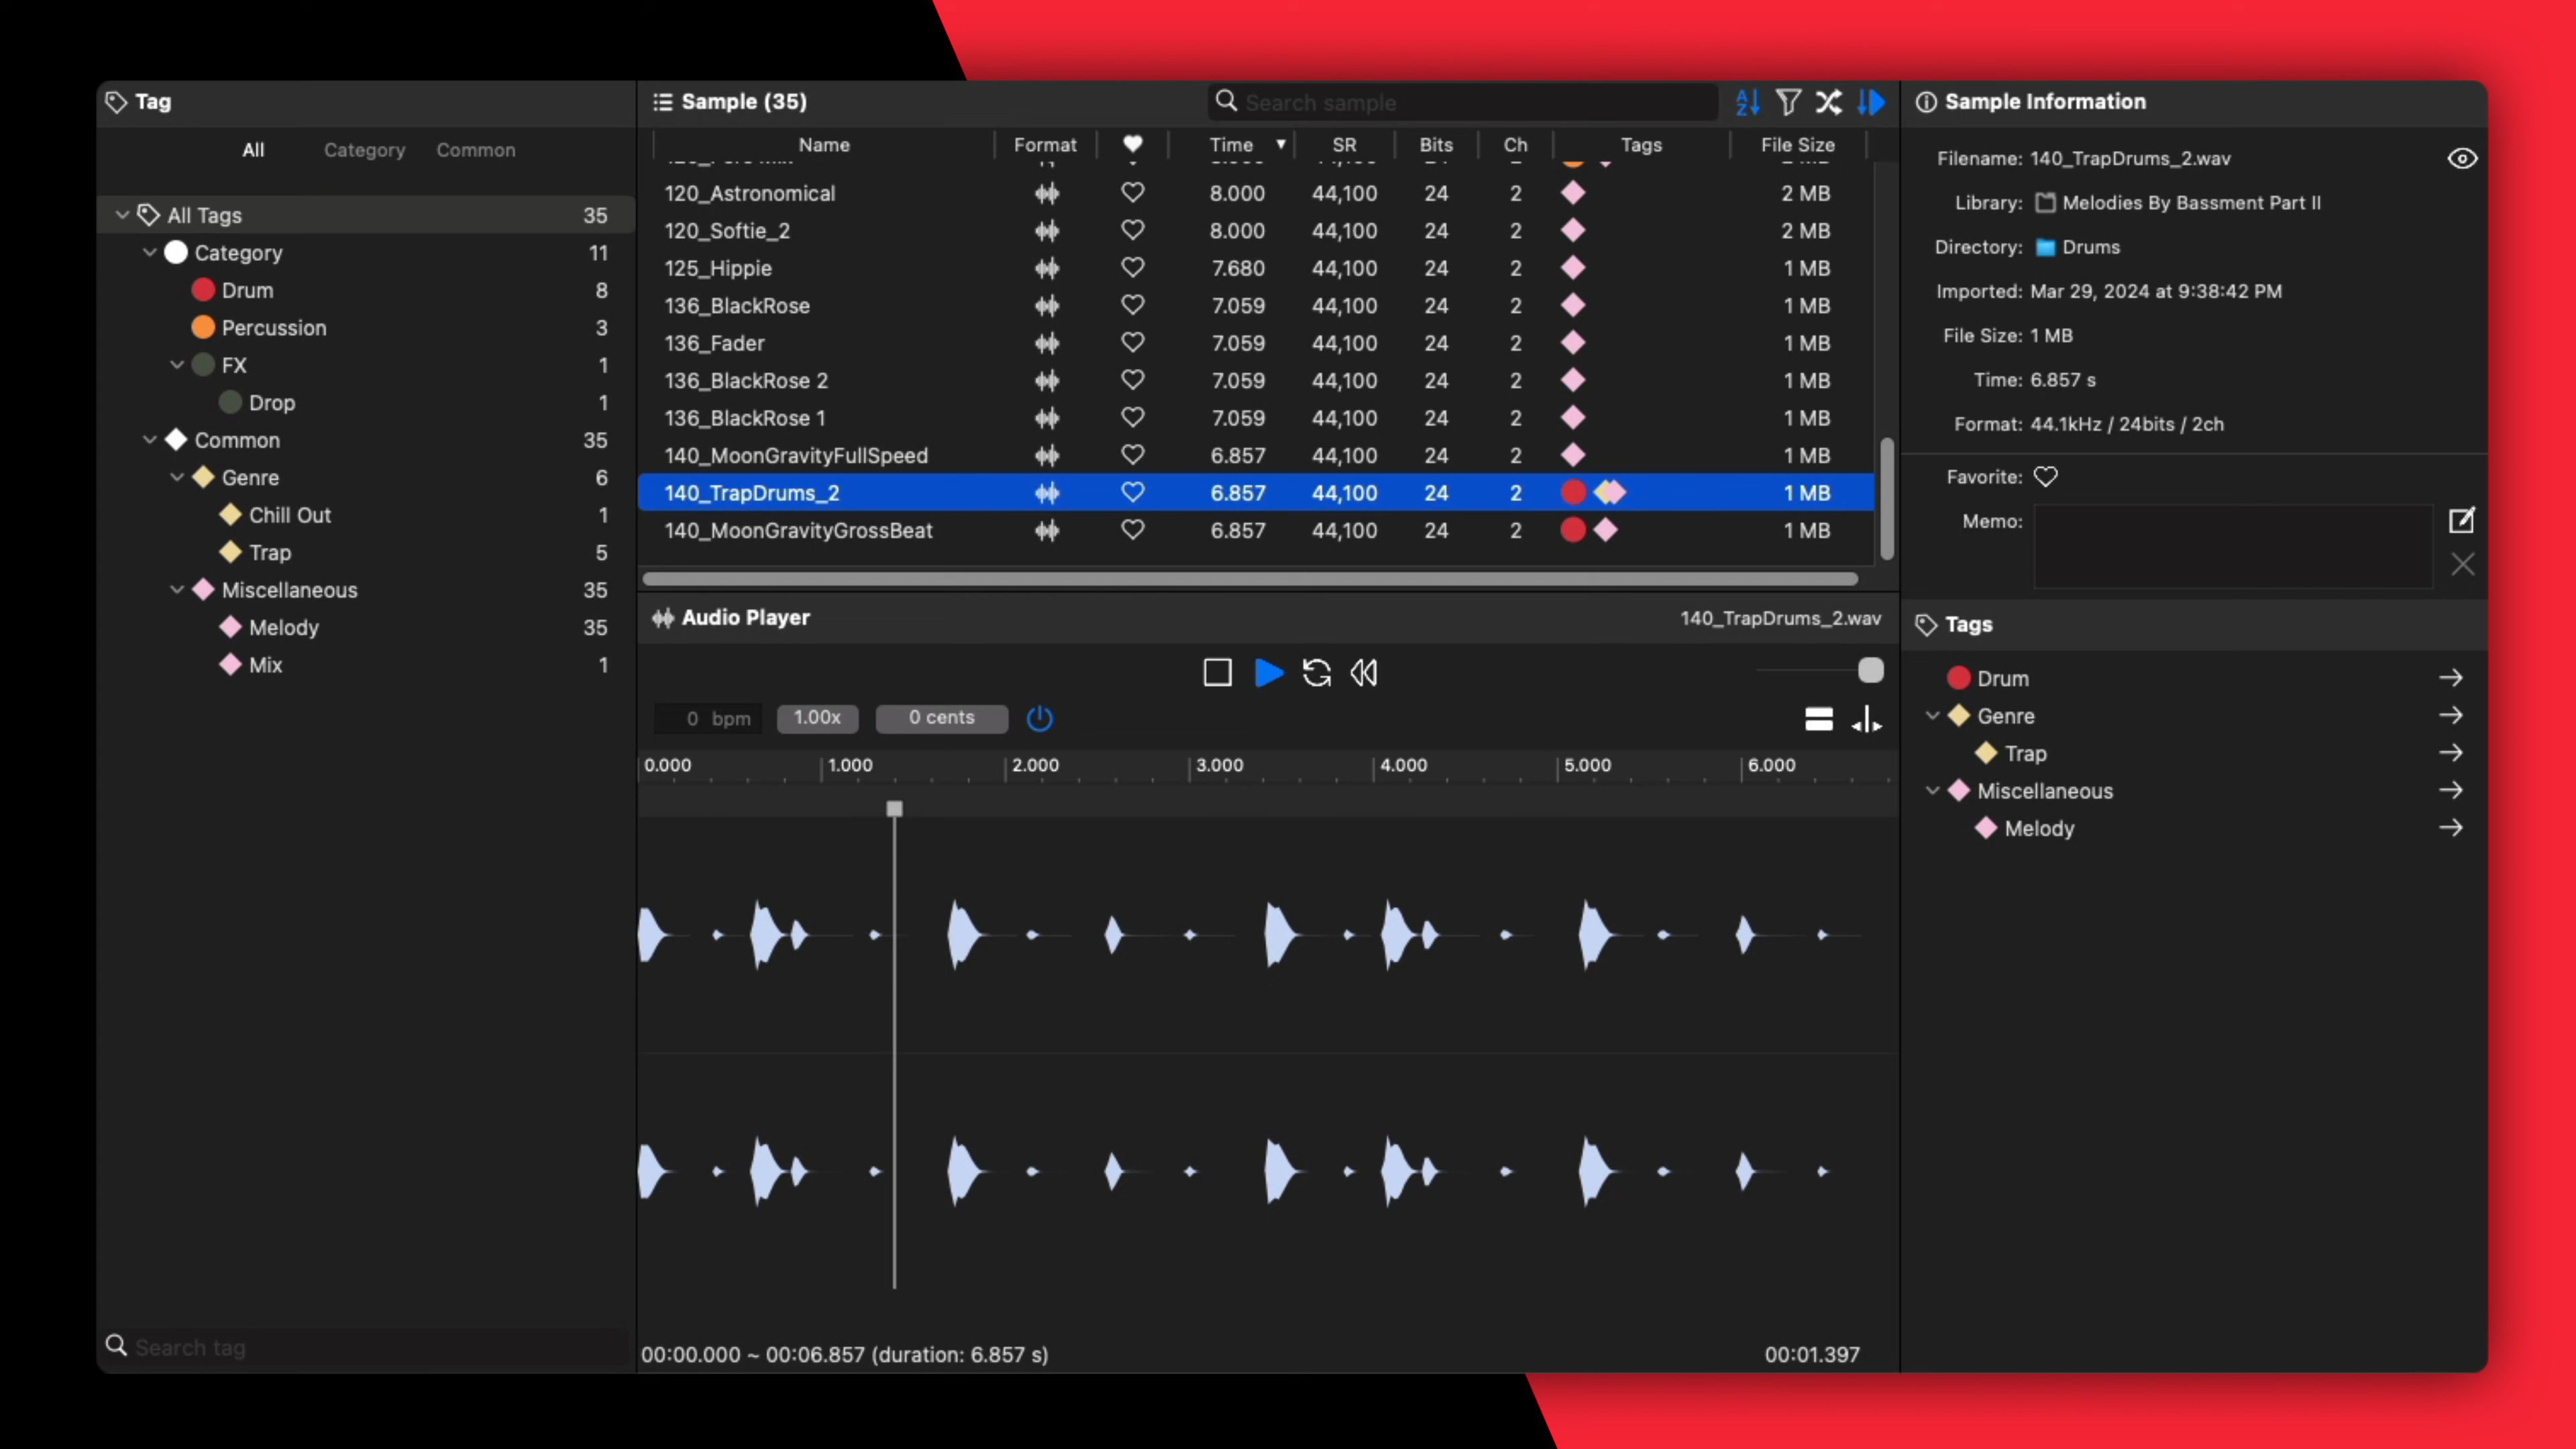 Tag
All Category Common
All Tags 35
Category 11
Drum 8
Percussion 3
FX 1
Drop 1
Common 35
Genre 6
Chill Out 1
Trap 5
Miscellaneous 35
Melody 35
Mix 1
Search tag
Sample (35)
Search sample
Name Format Time SR Bits Ch Tags File Size
120_Astronomical 8.000 44,100 24 2 2 MB
120_Softie_2 8.000 44,100 24 2 2 MB
125_Hippie 7.680 44,100 24 2 1 MB
136_BlackRose 7.059 44,100 24 2 1 MB
136_Fader 7.059 44,100 24 2 1 MB
136_BlackRose 2 7.059 44,100 24 2 1 MB
136_BlackRose 1 7.059 44,100 24 2 1 MB
140_MoonGravityFullSpeed 6.857 44,100 24 2 1 MB
140_TrapDrums_2 6.857 44,100 24 2 1 MB
140_MoonGravityGrossBeat 6.857 44,100 24 2 1 MB
Audio Player 140_TrapDrums_2.wav
0 bpm 1.00x 0 cents
0.000 1.000 2.000 3.000 4.000 5.000 6.000
00:00.000 ~ 00:06.857 (duration: 6.857 s) 00:01.397
Sample Information
Filename: 140_TrapDrums_2.wav
Library: Melodies By Bassment Part II
Directory: Drums
Imported: Mar 29, 2024 at 9:38:42 PM
File Size: 1 MB
Time: 6.857 s
Format: 44.1kHz / 24bits / 2ch
Favorite:
Memo:
Tags
Drum
Genre
Trap
Miscellaneous
Melody